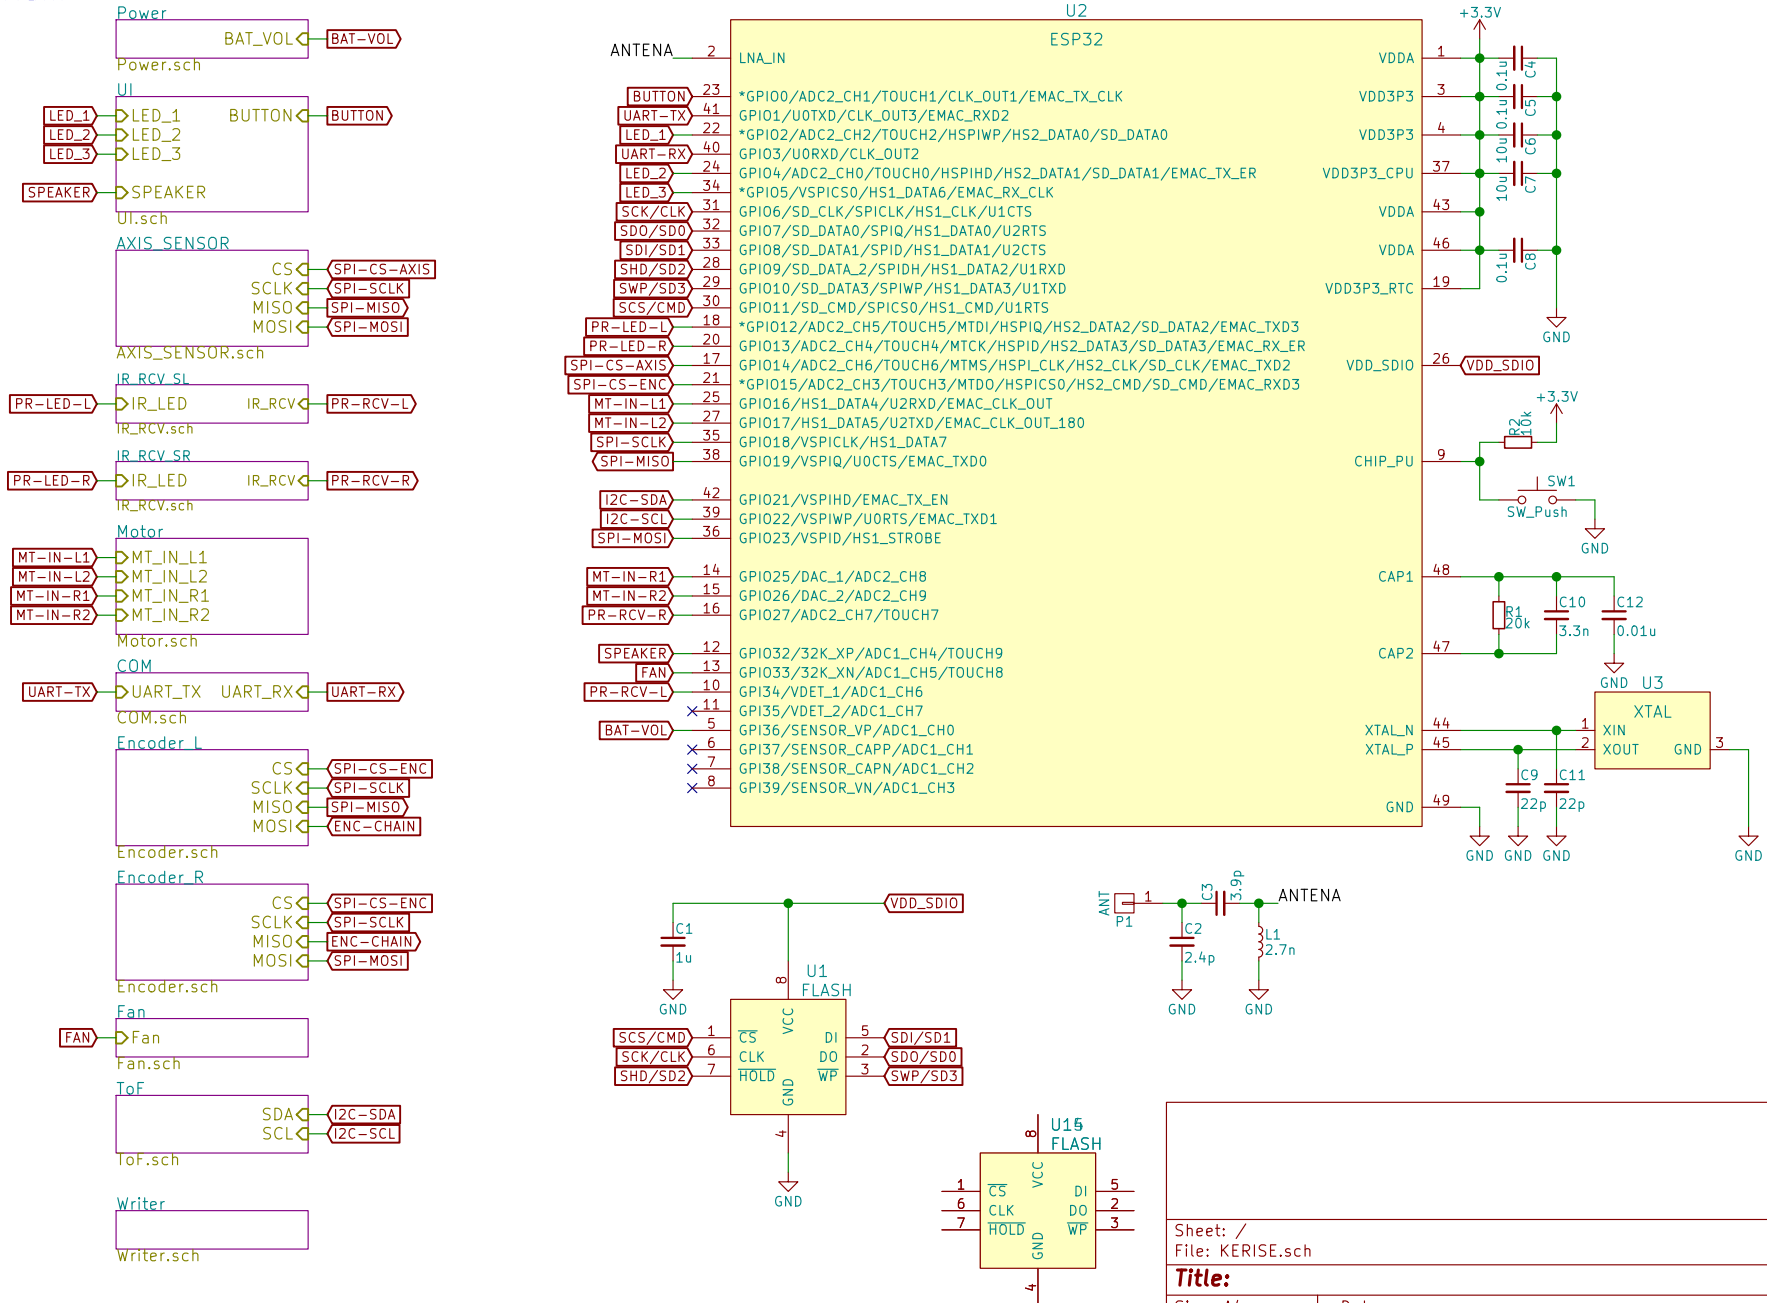 Power
BAT_VOL
BAT-VOL
Power.sch
UI
LED_1
LED_1
BUTTON
BUTTON
LED_2
LED_2
LED_3
LED_3
SPEAKER
SPEAKER
UI.sch
AXIS_SENSOR
CS
SPI-CS-AXIS
SCLK
SPI-SCLK
MISO
SPI-MISO
MOSI
SPI-MOSI
AXIS_SENSOR.sch
IR_RCV_SL
PR-LED-L
IR_LED
IR_RCV
PR-RCV-L
IR_RCV.sch
IR_RCV_SR
PR-LED-R
IR_LED
IR_RCV
PR-RCV-R
IR_RCV.sch
Motor
MT-IN-L1
MT_IN_L1
MT-IN-L2
MT_IN_L2
MT-IN-R1
MT_IN_R1
MT-IN-R2
MT_IN_R2
Motor.sch
COM
UART-TX
UART_TX
UART_RX
UART-RX
COM.sch
Encoder_L
CS
SPI-CS-ENC
SCLK
SPI-SCLK
MISO
SPI-MISO
MOSI
ENC-CHAIN
Encoder.sch
Encoder_R
CS
SPI-CS-ENC
SCLK
SPI-SCLK
MISO
ENC-CHAIN
MOSI
SPI-MOSI
Encoder.sch
Fan
FAN
Fan
Fan.sch
ToF
SDA
I2C-SDA
SCL
I2C-SCL
ToF.sch
Writer
Writer.sch
U2
ESP32
ANTENA 2 LNA_IN
BUTTON 23 *GPIO0/ADC2_CH1/TOUCH1/CLK_OUT1/EMAC_TX_CLK
UART-TX 41 GPIO1/U0TXD/CLK_OUT3/EMAC_RXD2
LED_1 22 *GPIO2/ADC2_CH2/TOUCH2/HSPIWP/HS2_DATA0/SD_DATA0
UART-RX 40 GPIO3/U0RXD/CLK_OUT2
LED_2 24 GPIO4/ADC2_CH0/TOUCH0/HSPIHD/HS2_DATA1/SD_DATA1/EMAC_TX_ER
LED_3 34 *GPIO5/VSPICS0/HS1_DATA6/EMAC_RX_CLK
SCK/CLK 31 GPIO6/SD_CLK/SPICLK/HS1_CLK/U1CTS
SDO/SD0 32 GPIO7/SD_DATA0/SPIQ/HS1_DATA0/U2RTS
SDI/SD1 33 GPIO8/SD_DATA1/SPID/HS1_DATA1/U2CTS
SHD/SD2 28 GPIO9/SD_DATA_2/SPIDH/HS1_DATA2/U1RXD
SWP/SD3 29 GPIO10/SD_DATA3/SPIWP/HS1_DATA3/U1TXD
SCS/CMD 30 GPIO11/SD_CMD/SPICS0/HS1_CMD/U1RTS
PR-LED-L 18 *GPIO12/ADC2_CH5/TOUCH5/MTDI/HSPIQ/HS2_DATA2/SD_DATA2/EMAC_TXD3
PR-LED-R 20 GPIO13/ADC2_CH4/TOUCH4/MTCK/HSPID/HS2_DATA3/SD_DATA3/EMAC_RX_ER
SPI-CS-AXIS 17 GPIO14/ADC2_CH6/TOUCH6/MTMS/HSPI_CLK/HS2_CLK/SD_CLK/EMAC_TXD2
SPI-CS-ENC 21 *GPIO15/ADC2_CH3/TOUCH3/MTDO/HSPICS0/HS2_CMD/SD_CMD/EMAC_RXD3
MT-IN-L1 25 GPIO16/HS1_DATA4/U2RXD/EMAC_CLK_OUT
MT-IN-L2 27 GPIO17/HS1_DATA5/U2TXD/EMAC_CLK_OUT_180
SPI-SCLK 35 GPIO18/VSPICLK/HS1_DATA7
SPI-MISO 38 GPIO19/VSPIQ/U0CTS/EMAC_TXD0
I2C-SDA 42 GPIO21/VSPIHD/EMAC_TX_EN
I2C-SCL 39 GPIO22/VSPIWP/U0RTS/EMAC_TXD1
SPI-MOSI 36 GPIO23/VSPID/HS1_STROBE
MT-IN-R1 14 GPIO25/DAC_1/ADC2_CH8
MT-IN-R2 15 GPIO26/DAC_2/ADC2_CH9
PR-RCV-R 16 GPIO27/ADC2_CH7/TOUCH7
SPEAKER 12 GPIO32/32K_XP/ADC1_CH4/TOUCH9
FAN 13 GPIO33/32K_XN/ADC1_CH5/TOUCH8
PR-RCV-L 10 GPI34/VDET_1/ADC1_CH6
11 GPI35/VDET_2/ADC1_CH7
BAT-VOL 5 GPI36/SENSOR_VP/ADC1_CH0
6 GPI37/SENSOR_CAPP/ADC1_CH1
7 GPI38/SENSOR_CAPN/ADC1_CH2
8 GPI39/SENSOR_VN/ADC1_CH3
+3.3V
VDDA 1
0.1u C4
VDD3P3 3
0.1u C5
VDD3P3 4
10u C6
VDD3P3_CPU 37
10u C7
VDDA 43
VDDA 46
0.1u C8
VDD3P3_RTC 19
GND
VDD_SDIO 26 VDD_SDIO
+3.3V
R2 10k
CHIP_PU 9
SW1
SW_Push
GND
CAP1 48
R1 20k
C10 3.3n
C12 0.01u
CAP2 47
GND
U3
XTAL
XTAL_N 44
1 XIN
XTAL_P 45
2 XOUT
GND 3
C9 22p
C11 22p
GND 49
GND
GND
GND
GND
VDD_SDIO
C1
1u
GND
U1
FLASH
8 VCC
SCS/CMD 1 CS
DI 5 SDI/SD1
SCK/CLK 6 CLK
DO 2 SDO/SD0
SHD/SD2 7 HOLD
WP 3 SWP/SD3
GND 4
GND
ANT
P1
1
C3 3.9p
ANTENA
C2
2.4p
L1
2.7n
GND
GND
FLASH
8 VCC
1 CS
DI 5
6 CLK
DO 2
7 HOLD
WP 3
GND 4
Sheet: /
File: KERISE.sch
Title: